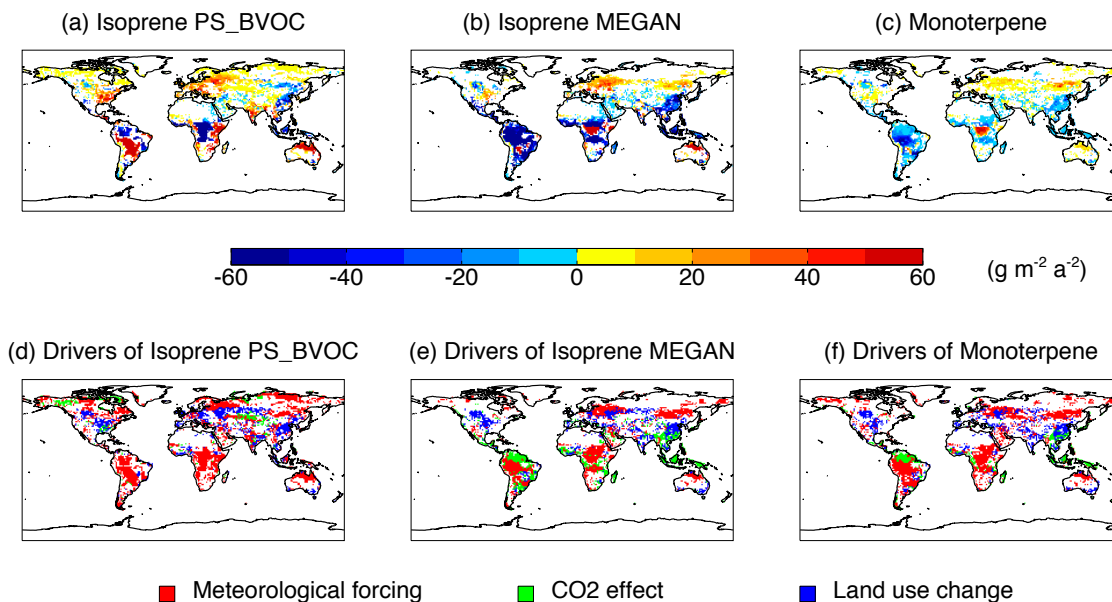 (a) Isoprene PS_BVOC (b) Isoprene MEGAN (c) Monoterpene
-60 -40 -20 0 20 40 60 (g m⁻² a⁻²)
(d) Drivers of Isoprene PS_BVOC (e) Drivers of Isoprene MEGAN (f) Drivers of Monoterpene
Meteorological forcing CO2 effect Land use change